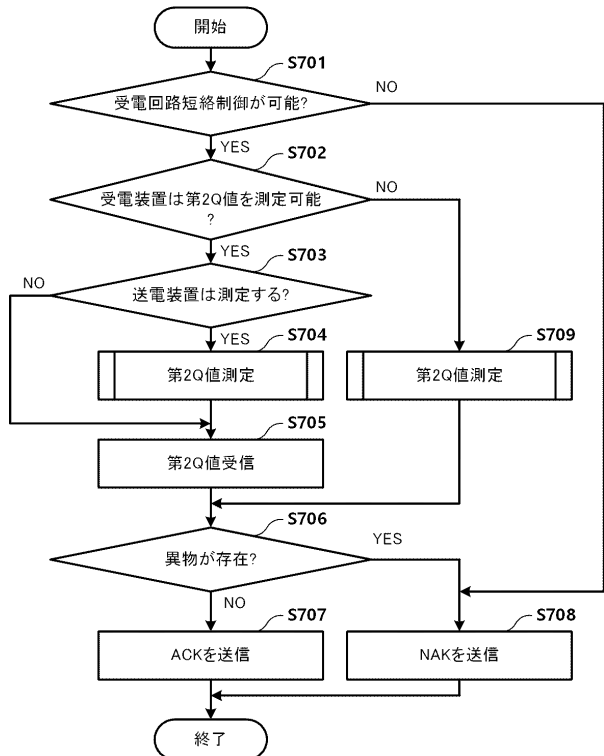 開始
S701
受電回路短絡制御が可能?
NO
YES
S702
受電装置は第2Q値を測定可能
?
NO
YES
S703
送電装置は測定する?
NO
YES
S704
第2Q値測定
S709
第2Q値測定
S705
第2Q値受信
S706
異物が存在?
YES
NO
S707
ACKを送信
S708
NAKを送信
終了